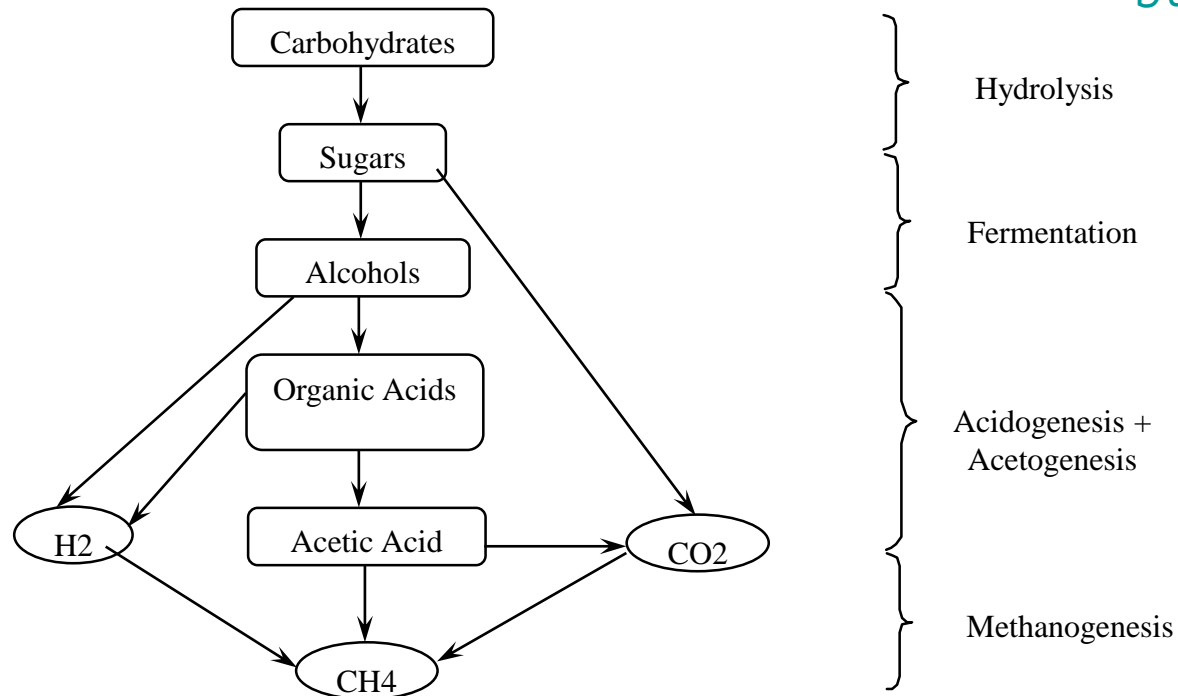 Carbohydrates
Hydrolysis
Sugars
Fermentation
Alcohols
Organic Acids
Acidogenesis +
Acetogenesis
H2
Acetic Acid
CO2
Methanogenesis
CH4